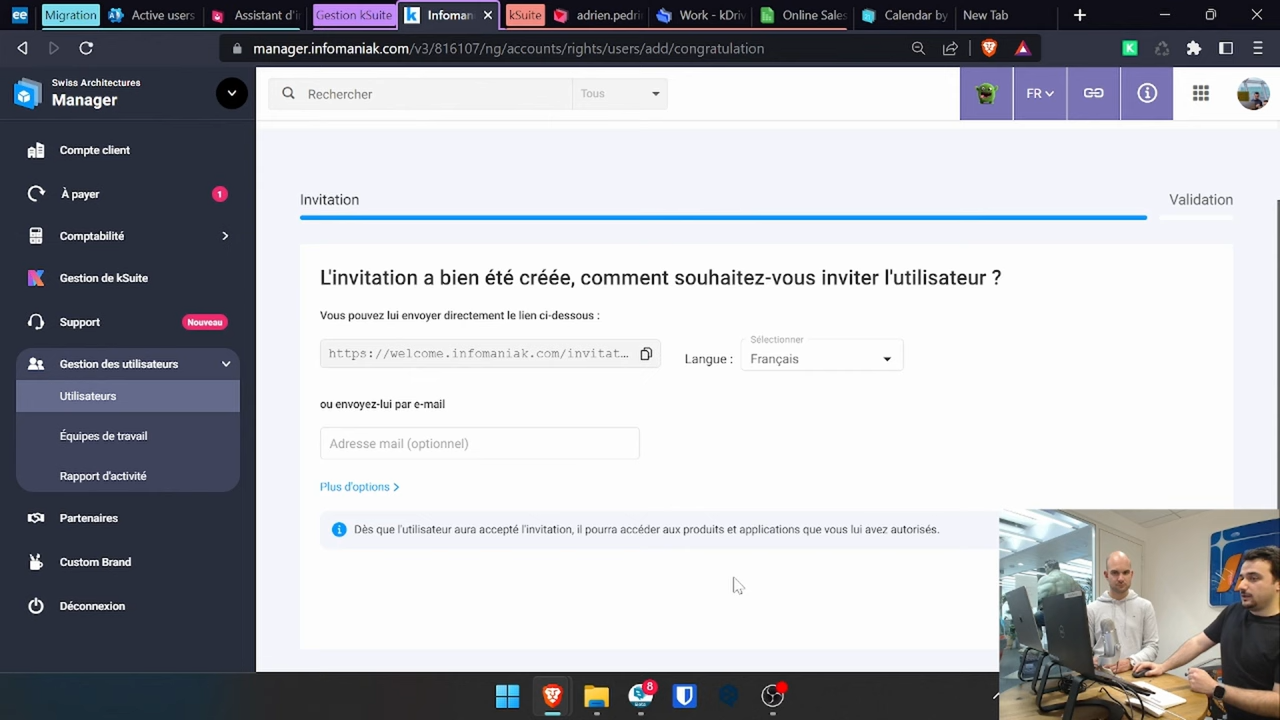 ee
Migration
Active users
Assistant d'i
Gestion kSuite
Infoman
kSuite
adrien.pedri
Work - kDriv
Online Sales
Calendar by
New Tab
manager.infomaniak.com/v3/816107/ng/accounts/rights/users/add/congratulation
Swiss Architectures
Manager
Rechercher
Tous
FR
Compte client
À payer
1
Comptabilité
Gestion de kSuite
Support
Nouveau
Gestion des utilisateurs
Utilisateurs
Équipes de travail
Rapport d'activité
Partenaires
Custom Brand
Déconnexion
Invitation
Validation
L'invitation a bien été créée, comment souhaitez-vous inviter l'utilisateur ?
Vous pouvez lui envoyer directement le lien ci-dessous :
https://welcome.infomaniak.com/invitat…
Langue :
Sélectionner
Français
ou envoyez-lui par e-mail
Adresse mail (optionnel)
Plus d'options
Dès que l'utilisateur aura accepté l'invitation, il pourra accéder aux produits et applications que vous lui avez autorisés.
8